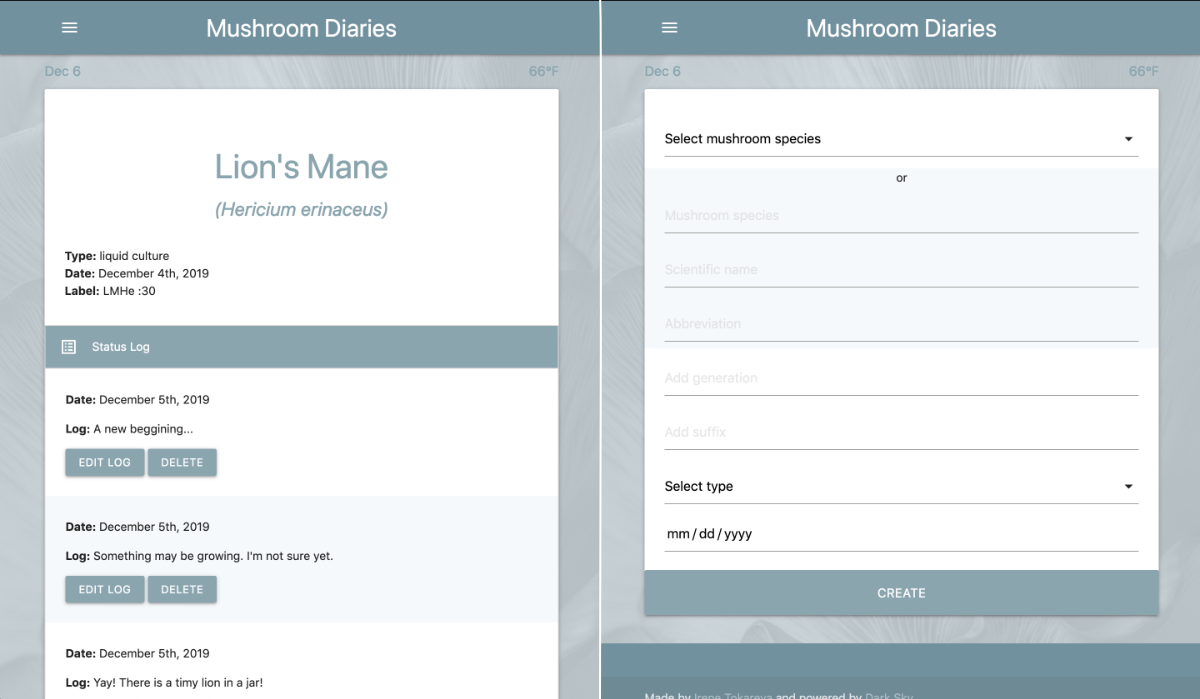 Mushroom Diaries
Dec 6
66°F
Lion's Mane
(Hericium erinaceus)
Type: liquid culture
Date: December 4th, 2019
Label: LMHe :30
Status Log
Date: December 5th, 2019
Log: A new beggining...
EDIT LOG
DELETE
Date: December 5th, 2019
Log: Something may be growing. I'm not sure yet.
EDIT LOG
DELETE
Date: December 5th, 2019
Log: Yay! There is a timy lion in a jar!
Mushroom Diaries
Dec 6
66°F
Select mushroom species
or
Mushroom species
Scientific name
Abbreviation
Add generation
Add suffix
Select type
mm/dd/yyyy
CREATE
Made by Irene Tokareva and powered by Dark Sky